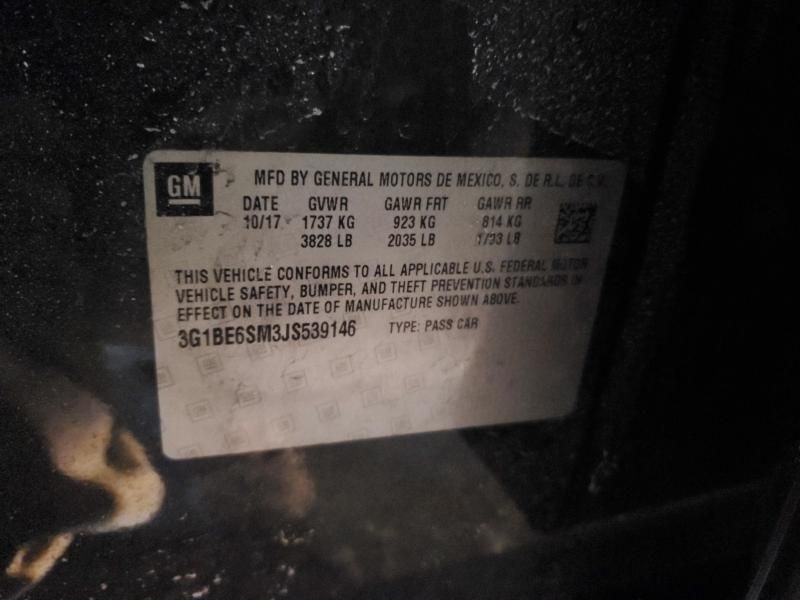 GM
MFD BY GENERAL MOTORS DE MEXICO, S. DE R.L. DE C.V.
DATE GVWR GAWR FRT GAWR RR
10/17 1737 KG 923 KG 814 KG
3828 LB 2035 LB 1793 LB
THIS VEHICLE CONFORMS TO ALL APPLICABLE U.S. FEDERAL MOTOR
VEHICLE SAFETY, BUMPER, AND THEFT PREVENTION STANDARDS IN
EFFECT ON THE DATE OF MANUFACTURE SHOWN ABOVE.
3G1BE6SM3JS539146 TYPE: PASS CAR